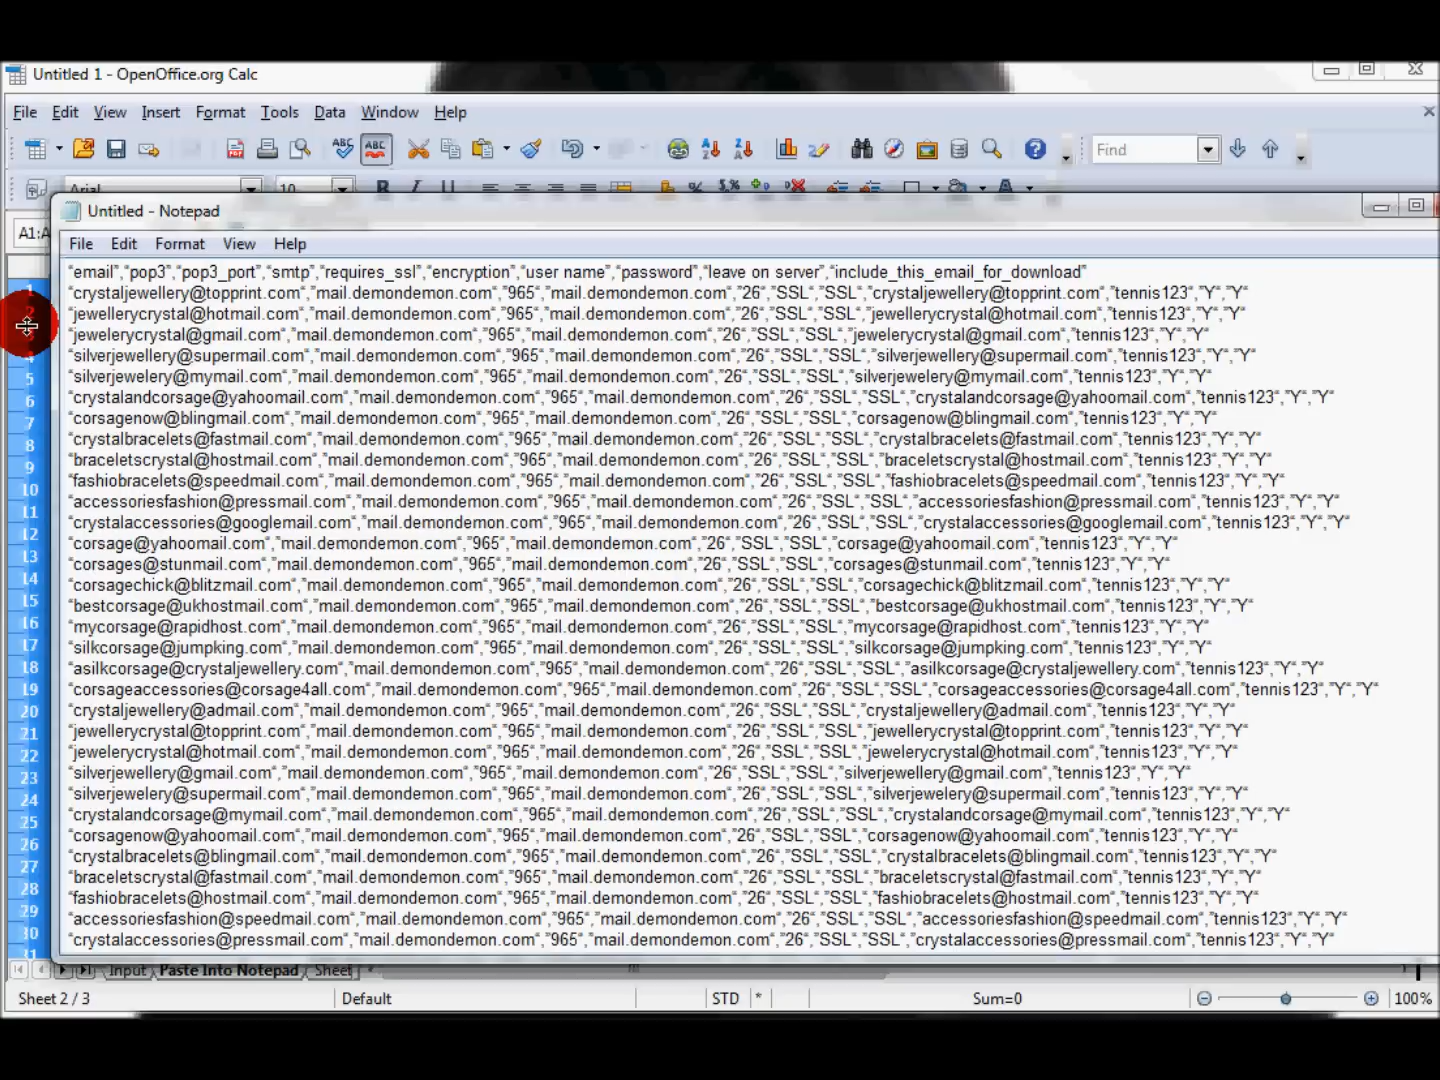 Untitled 1 - OpenOffice.org Calc
File Edit View Insert Format Tools Data Window Help
Find
Arial 10
A1:A
Untitled - Notepad
File Edit Format View Help
“email“,”pop3“,”pop3_port“,”smtp“,”requires_ssl“,”encryption“,”user name“,”password“,”leave on server“,”include_this_email_for_download“
“crystaljewellery@topprint.com“,”mail.demondemon.com“,”965“,”mail.demondemon.com“,”26“,”SSL“,”SSL“,”crystaljewellery@topprint.com“,”tennis123“,”Y“,”Y“
“jewellerycrystal@hotmail.com“,”mail.demondemon.com“,”965“,”mail.demondemon.com“,”26“,”SSL“,”SSL“,”jewellerycrystal@hotmail.com“,”tennis123“,”Y“,”Y“
“jewelerycrystal@gmail.com“,”mail.demondemon.com“,”965“,”mail.demondemon.com“,”26“,”SSL“,”SSL“,”jewelerycrystal@gmail.com“,”tennis123“,”Y“,”Y“
“silverjewellery@supermail.com“,”mail.demondemon.com“,”965“,”mail.demondemon.com“,”26“,”SSL“,”SSL“,”silverjewellery@supermail.com“,”tennis123“,”Y“,”Y“
5 “silverjewelery@mymail.com“,”mail.demondemon.com“,”965“,”mail.demondemon.com“,”26“,”SSL“,”SSL“,”silverjewelery@mymail.com“,”tennis123“,”Y“,”Y“
6 “crystalandcorsage@yahoomail.com“,”mail.demondemon.com“,”965“,”mail.demondemon.com“,”26“,”SSL“,”SSL“,”crystalandcorsage@yahoomail.com“,”tennis123“,”Y“,”Y“
7 “corsagenow@blingmail.com“,”mail.demondemon.com“,”965“,”mail.demondemon.com“,”26“,”SSL“,”SSL“,”corsagenow@blingmail.com“,”tennis123“,”Y“,”Y“
8 “crystalbracelets@fastmail.com“,”mail.demondemon.com“,”965“,”mail.demondemon.com“,”26“,”SSL“,”SSL“,”crystalbracelets@fastmail.com“,”tennis123“,”Y“,”Y“
9 “braceletscrystal@hostmail.com“,”mail.demondemon.com“,”965“,”mail.demondemon.com“,”26“,”SSL“,”SSL“,”braceletscrystal@hostmail.com“,”tennis123“,”Y“,”Y“
10 “fashiobracelets@speedmail.com“,”mail.demondemon.com“,”965“,”mail.demondemon.com“,”26“,”SSL“,”SSL“,”fashiobracelets@speedmail.com“,”tennis123“,”Y“,”Y“
11 “accessoriesfashion@pressmail.com“,”mail.demondemon.com“,”965“,”mail.demondemon.com“,”26“,”SSL“,”SSL“,”accessoriesfashion@pressmail.com“,”tennis123“,”Y“,”Y“
12 “crystalaccessories@googlemail.com“,”mail.demondemon.com“,”965“,”mail.demondemon.com“,”26“,”SSL“,”SSL“,”crystalaccessories@googlemail.com“,”tennis123“,”Y“,”Y“
13 “corsage@yahoomail.com“,”mail.demondemon.com“,”965“,”mail.demondemon.com“,”26“,”SSL“,”SSL“,”corsage@yahoomail.com“,”tennis123“,”Y“,”Y“
14 “corsages@stunmail.com“,”mail.demondemon.com“,”965“,”mail.demondemon.com“,”26“,”SSL“,”SSL“,”corsages@stunmail.com“,”tennis123“,”Y“,”Y“
15 “corsagechick@blitzmail.com“,”mail.demondemon.com“,”965“,”mail.demondemon.com“,”26“,”SSL“,”SSL“,”corsagechick@blitzmail.com“,”tennis123“,”Y“,”Y“
16 “bestcorsage@ukhostmail.com“,”mail.demondemon.com“,”965“,”mail.demondemon.com“,”26“,”SSL“,”SSL“,”bestcorsage@ukhostmail.com“,”tennis123“,”Y“,”Y“
17 “mycorsage@rapidhost.com“,”mail.demondemon.com“,”965“,”mail.demondemon.com“,”26“,”SSL“,”SSL“,”mycorsage@rapidhost.com“,”tennis123“,”Y“,”Y“
18 “silkcorsage@jumpking.com“,”mail.demondemon.com“,”965“,”mail.demondemon.com“,”26“,”SSL“,”SSL“,”silkcorsage@jumpking.com“,”tennis123“,”Y“,”Y“
19 “asilkcorsage@crystaljewellery.com“,”mail.demondemon.com“,”965“,”mail.demondemon.com“,”26“,”SSL“,”SSL“,”asilkcorsage@crystaljewellery.com“,”tennis123“,”Y“,”Y“
20 “corsageaccessories@corsage4all.com“,”mail.demondemon.com“,”965“,”mail.demondemon.com“,”26“,”SSL“,”SSL“,”corsageaccessories@corsage4all.com“,”tennis123“,”Y“,”Y“
21 “crystaljewellery@admail.com“,”mail.demondemon.com“,”965“,”mail.demondemon.com“,”26“,”SSL“,”SSL“,”crystaljewellery@admail.com“,”tennis123“,”Y“,”Y“
22 “jewellerycrystal@topprint.com“,”mail.demondemon.com“,”965“,”mail.demondemon.com“,”26“,”SSL“,”SSL“,”jewellerycrystal@topprint.com“,”tennis123“,”Y“,”Y“
23 “jewelerycrystal@hotmail.com“,”mail.demondemon.com“,”965“,”mail.demondemon.com“,”26“,”SSL“,”SSL“,”jewelerycrystal@hotmail.com“,”tennis123“,”Y“,”Y“
24 “silverjewellery@gmail.com“,”mail.demondemon.com“,”965“,”mail.demondemon.com“,”26“,”SSL“,”SSL“,”silverjewellery@gmail.com“,”tennis123“,”Y“,”Y“
25 “silverjewelery@supermail.com“,”mail.demondemon.com“,”965“,”mail.demondemon.com“,”26“,”SSL“,”SSL“,”silverjewelery@supermail.com“,”tennis123“,”Y“,”Y“
26 “crystalandcorsage@mymail.com“,”mail.demondemon.com“,”965“,”mail.demondemon.com“,”26“,”SSL“,”SSL“,”crystalandcorsage@mymail.com“,”tennis123“,”Y“,”Y“
27 “corsagenow@yahoomail.com“,”mail.demondemon.com“,”965“,”mail.demondemon.com“,”26“,”SSL“,”SSL“,”corsagenow@yahoomail.com“,”tennis123“,”Y“,”Y“
28 “crystalbracelets@blingmail.com“,”mail.demondemon.com“,”965“,”mail.demondemon.com“,”26“,”SSL“,”SSL“,”crystalbracelets@blingmail.com“,”tennis123“,”Y“,”Y“
29 “braceletscrystal@fastmail.com“,”mail.demondemon.com“,”965“,”mail.demondemon.com“,”26“,”SSL“,”SSL“,”braceletscrystal@fastmail.com“,”tennis123“,”Y“,”Y“
30 “fashiobracelets@hostmail.com“,”mail.demondemon.com“,”965“,”mail.demondemon.com“,”26“,”SSL“,”SSL“,”fashiobracelets@hostmail.com“,”tennis123“,”Y“,”Y“
“accessoriesfashion@speedmail.com“,”mail.demondemon.com“,”965“,”mail.demondemon.com“,”26“,”SSL“,”SSL“,”accessoriesfashion@speedmail.com“,”tennis123“,”Y“,”Y“
“crystalaccessories@pressmail.com“,”mail.demondemon.com“,”965“,”mail.demondemon.com“,”26“,”SSL“,”SSL“,”crystalaccessories@pressmail.com“,”tennis123“,”Y“,”Y“
Input Paste Into Notepad Sheet
Sheet 2 / 3 Default STD * Sum=0 100%